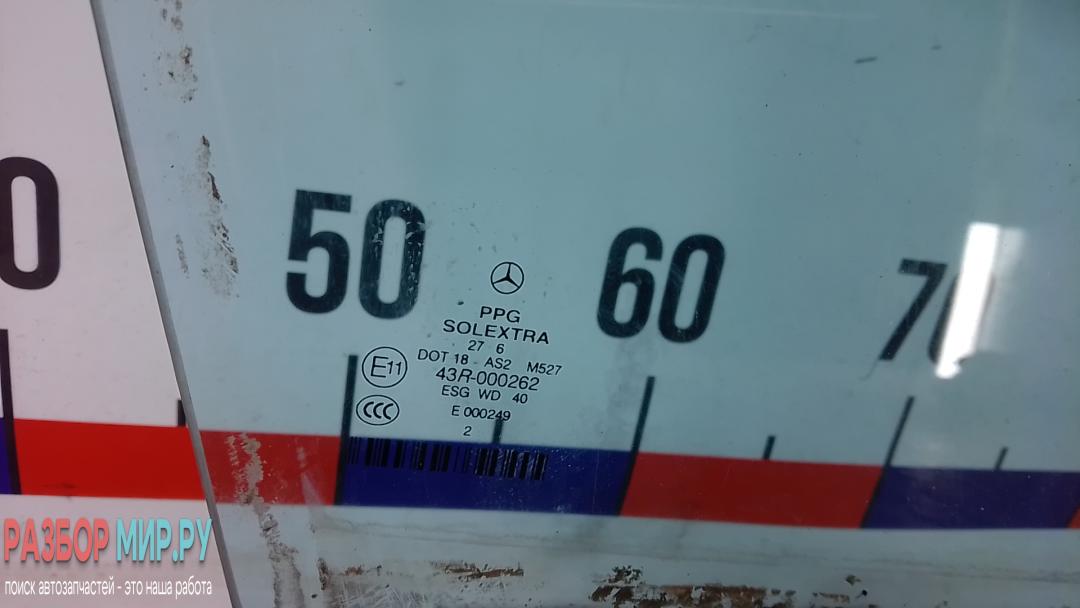 0
50
60
70
PPG
SOLEXTRA
27 6
DOT 18 AS2 M527
E11
43R-000262
ESG WD 40
CCC
E 000249
2
РАЗБОР МИР.РУ
поиск автозапчастей - это наша работа